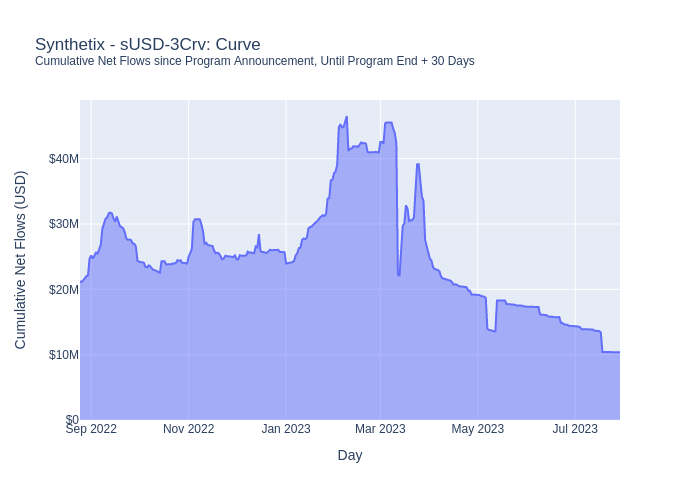 Synthetix - sUSD-3Crv: Curve
Cumulative Net Flows since Program Announcement, Until Program End + 30 Days
Cumulative Net Flows (USD)
$40M
$30M
$20M
$10M
$0
Sep 2022 Nov 2022 Jan 2023 Mar 2023 May 2023 Jul 2023
Day